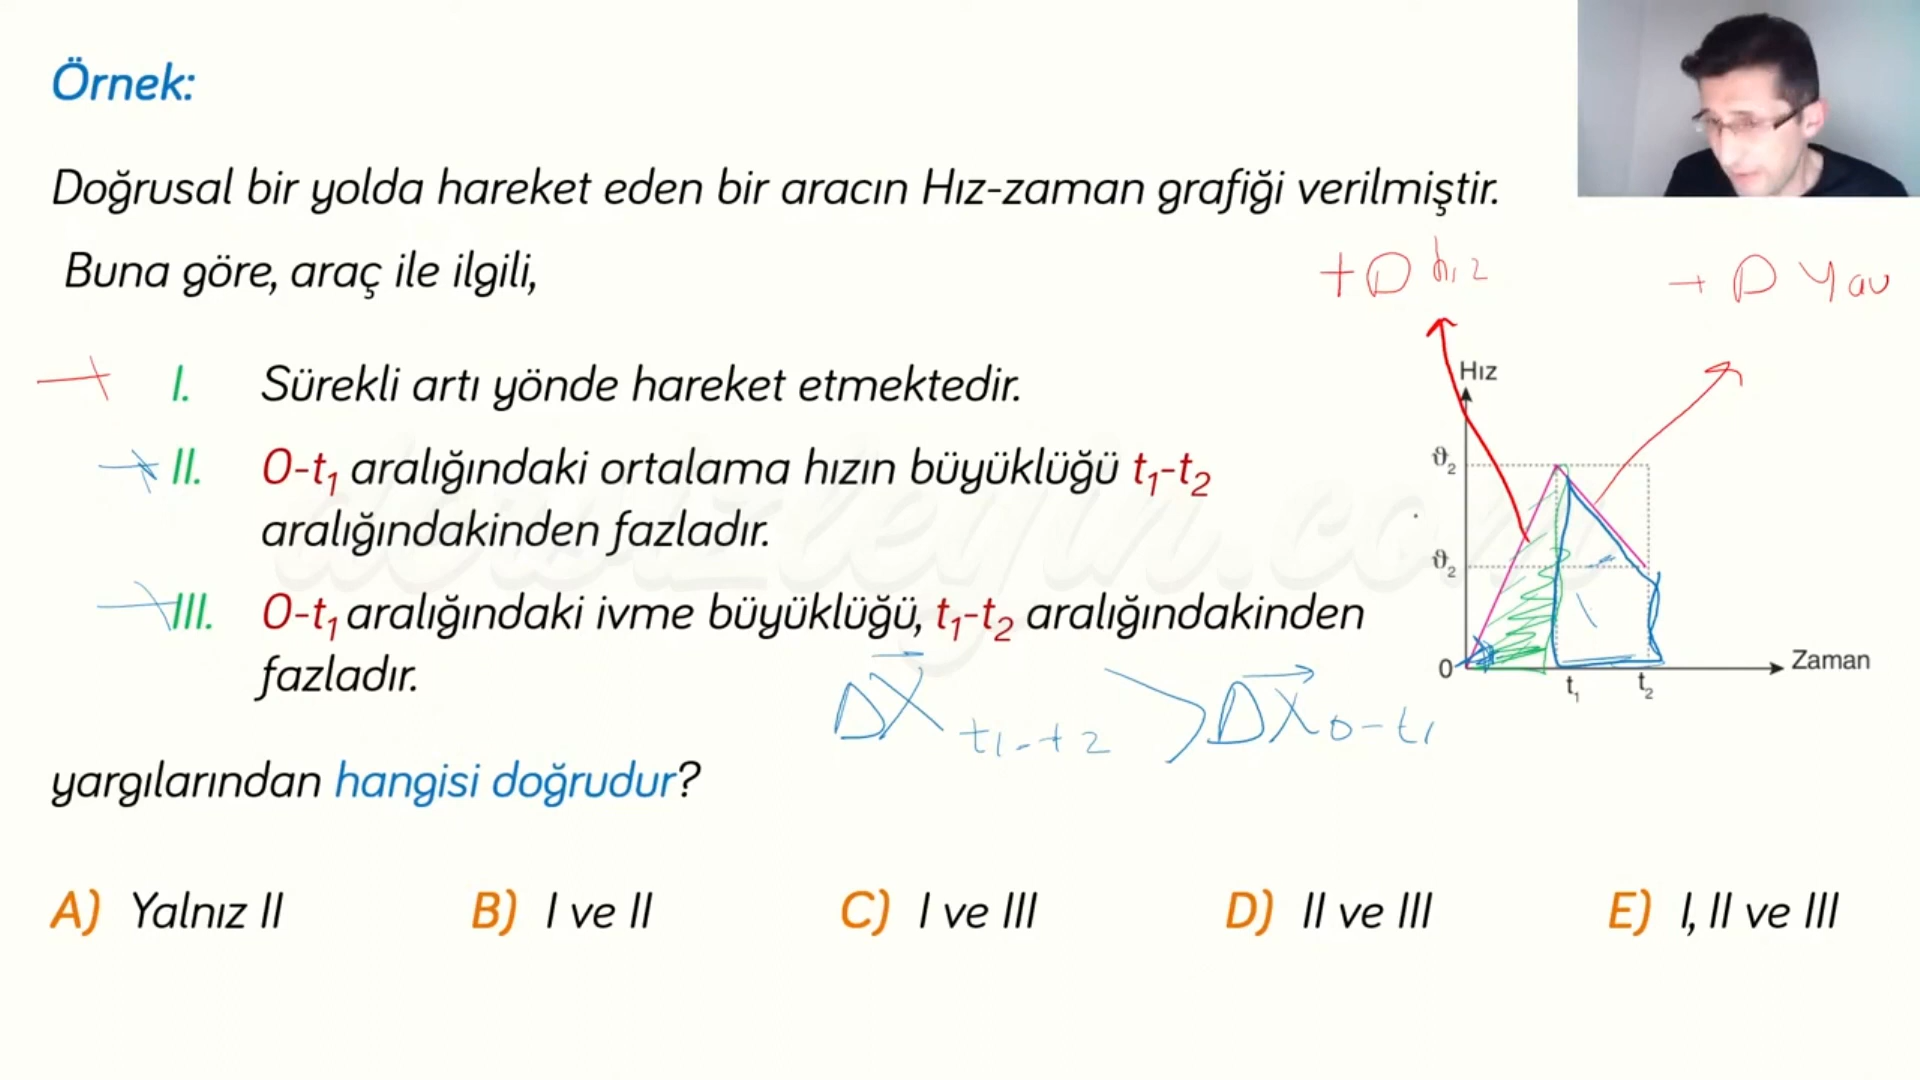 Örnek:
Doğrusal bir yolda hareket eden bir aracın Hız-zaman grafiği verilmiştir.
Buna göre, araç ile ilgili,
+D hız
+ D Yav
I. Sürekli artı yönde hareket etmektedir.
II. 0-t₁ aralığındaki ortalama hızın büyüklüğü t₁-t₂
aralığındakinden fazladır.
III. 0-t₁ aralığındaki ivme büyüklüğü, t₁-t₂ aralığındakinden
fazladır.
ΔX t₁-t₂ > ΔX 0-t₁
Hız
ϑ₂
ϑ₂
0
t₁
t₂
Zaman
yargılarından hangisi doğrudur?
A) Yalnız II
B) I ve II
C) I ve III
D) II ve III
E) I, II ve III